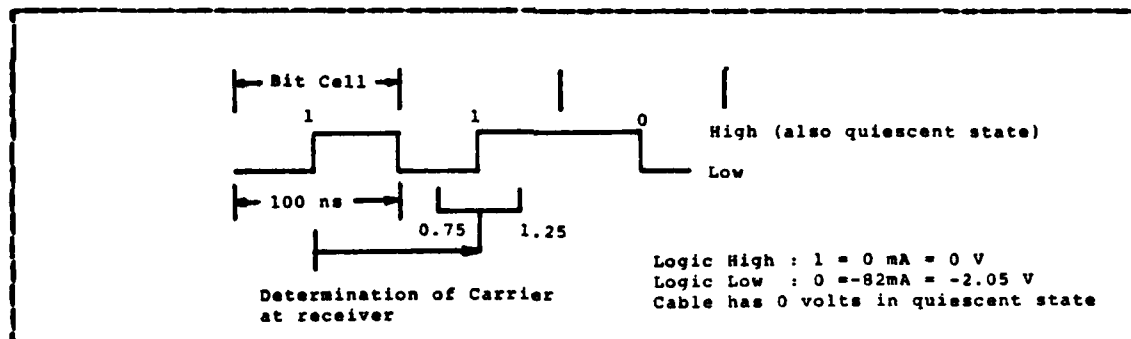 Bit Cell
1 1 0
High (also quiescent state)
Low
100 ns
0.75 1.25
Logic High : 1 = 0 mA = 0 V
Logic Low : 0 =-82mA = -2.05 V
Cable has 0 volts in quiescent state
Determination of Carrier
at receiver